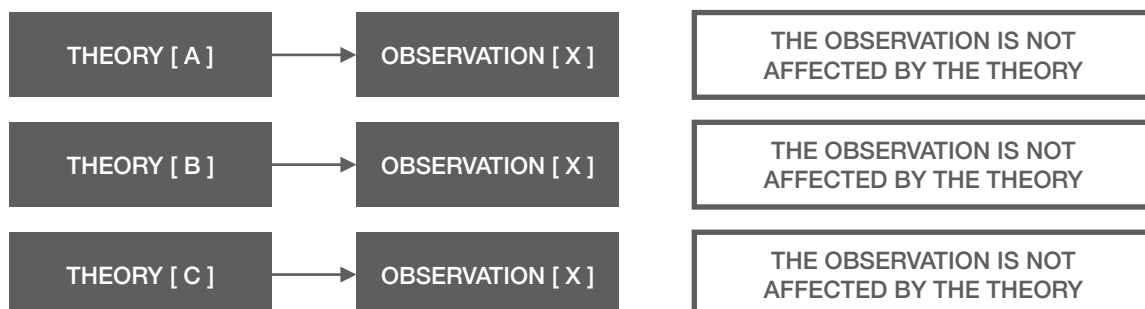 THEORY [ A ]
OBSERVATION [ X ]
THE OBSERVATION IS NOT
AFFECTED BY THE THEORY
THEORY [ B ]
OBSERVATION [ X ]
THE OBSERVATION IS NOT
AFFECTED BY THE THEORY
THEORY [ C ]
OBSERVATION [ X ]
THE OBSERVATION IS NOT
AFFECTED BY THE THEORY